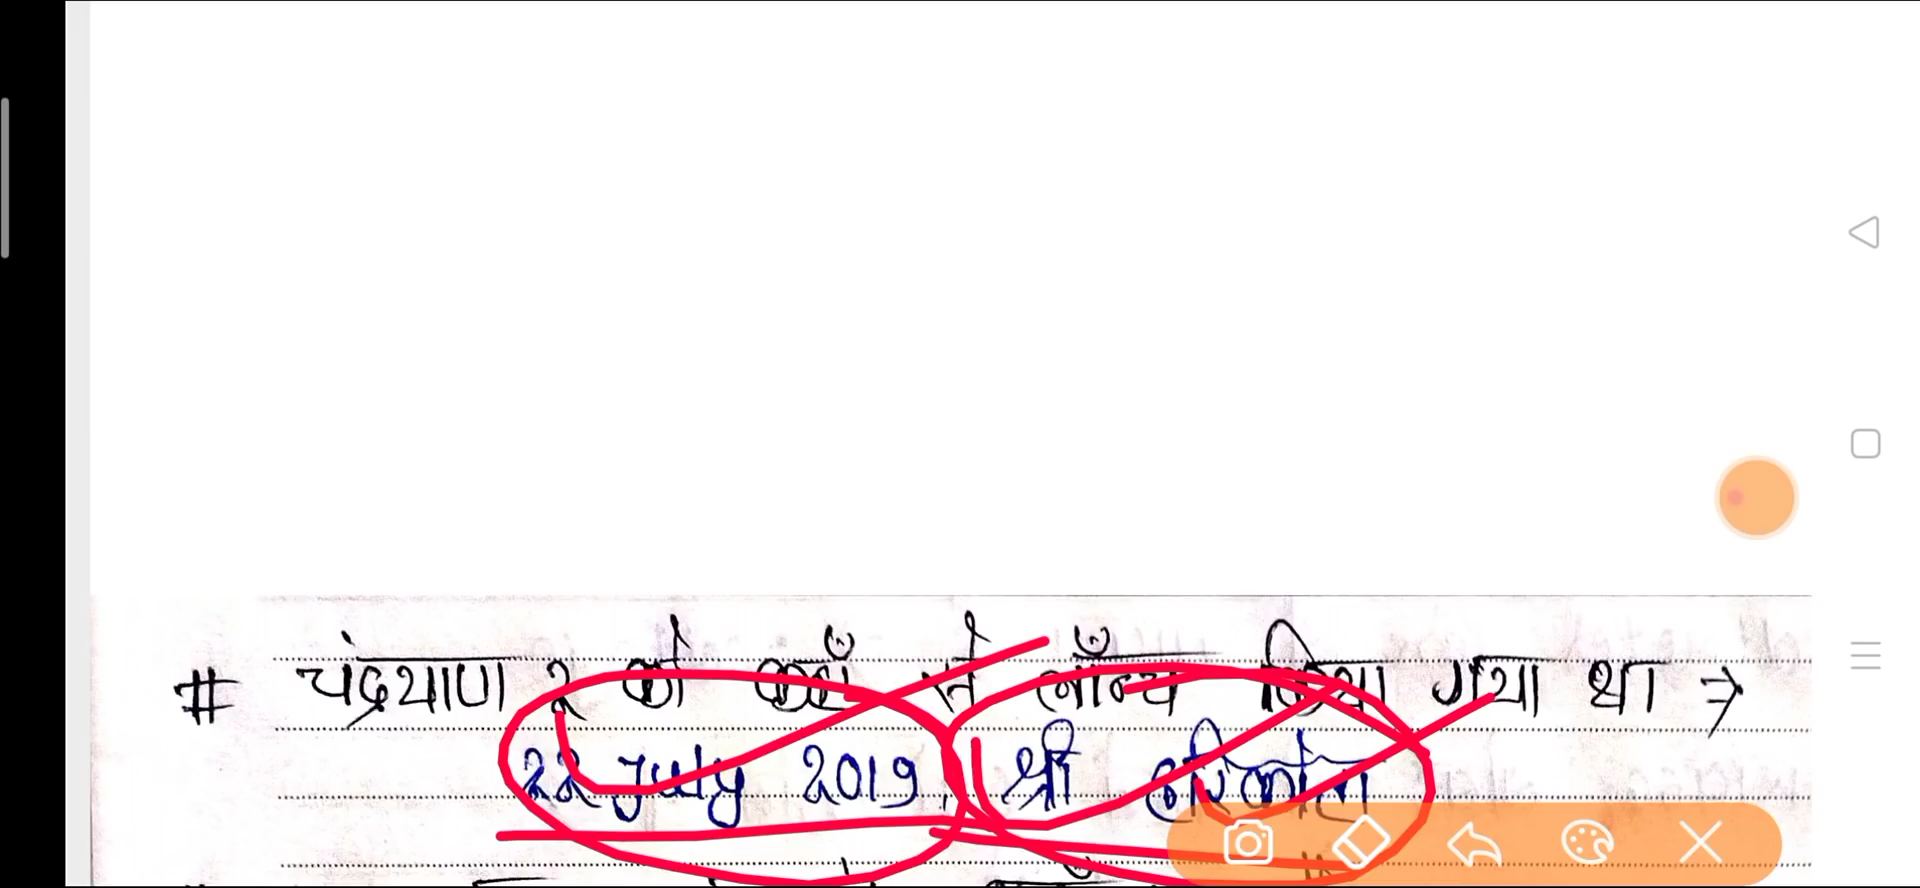 # चंद्रयाण 2 को कहाँ से लॉन्च किया गया था →
22 July 2019, श्री हरिकोटा